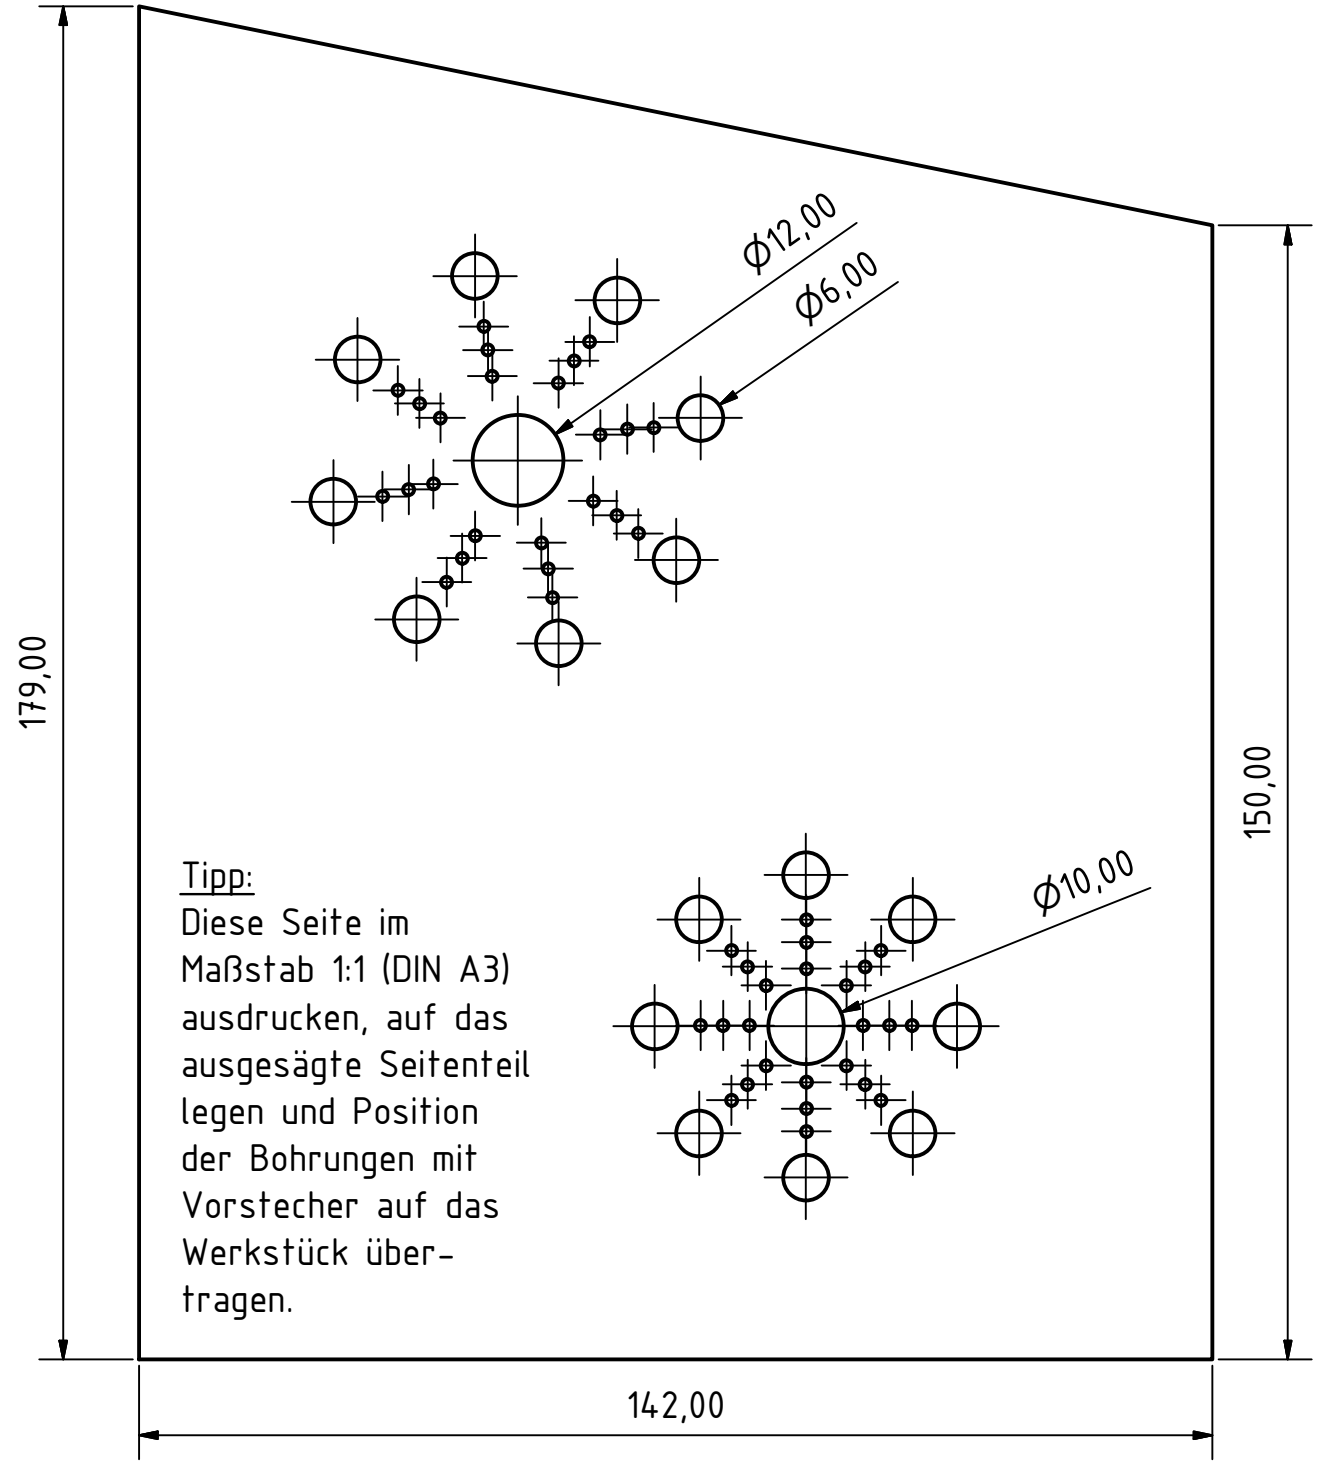 Ø12,00
Ø6,00
179,00
150,00
Ø10,00
Tipp:
Diese Seite im
Maßstab 1:1 (DIN A3)
ausdrucken, auf das
ausgesägte Seitenteil
legen und Position
der Bohrungen mit
Vorstecher auf das
Werkstück über-
tragen.
142,00